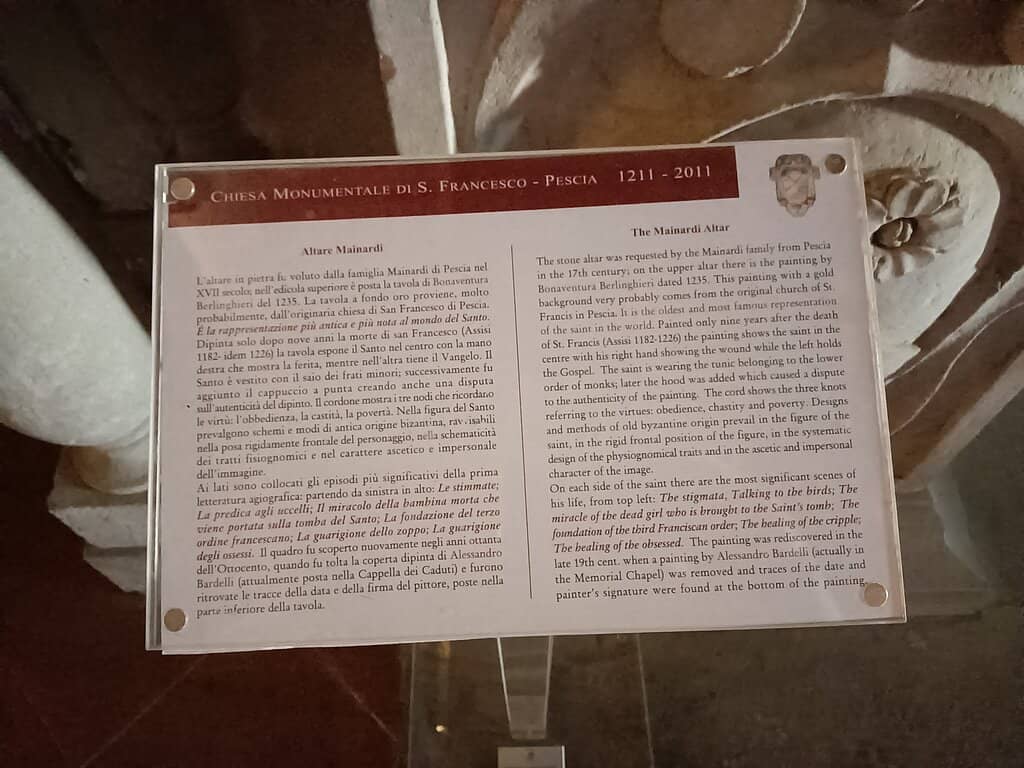 CHIESA MONUMENTALE DI S. FRANCESCO - PESCIA 1211 - 2011
Altare Mainardi
L'altare in pietra fu voluto dalla famiglia Mainardi di Pescia nel
XVII secolo; nell'edicola superiore è posta la tavola di Bonaventura
Berlinghieri del 1235. La tavola a fondo oro proviene, molto
probabilmente, dall'originaria chiesa di San Francesco di Pescia.
È la rappresentazione più antica e più nota al mondo del Santo.
Dipinta solo dopo nove anni la morte di san Francesco (Assisi
1182- idem 1226) la tavola espone il Santo nel centro con la mano
destra che mostra la ferita, mentre nell'altra tiene il Vangelo. Il
Santo è vestito con il saio dei frati minori; successivamente fu
aggiunto il cappuccio a punta creando anche una disputa
sull'autenticità del dipinto. Il cordone mostra i tre nodi che ricordano
le virtù: l'obbedienza, la castità, la povertà. Nella figura del Santo
prevalgono schemi e modi di antica origine bizantina, ravvisabili
nella posa rigidamente frontale del personaggio, nella schematicità
dei tratti fisiognomici e nel carattere ascetico e impersonale
dell'immagine.
Ai lati sono collocati gli episodi più significativi della prima
letteratura agiografica: partendo da sinistra in alto: Le stimmate;
La predica agli uccelli; Il miracolo della bambina morta che
viene portata sulla tomba del Santo; La fondazione del terzo
ordine francescano; La guarigione dello zoppo; La guarigione
degli ossessi. Il quadro fu scoperto nuovamente negli anni ottanta
dell'Ottocento, quando fu tolta la coperta dipinta di Alessandro
Bardelli (attualmente posta nella Cappella dei Caduti) e furono
ritrovate le tracce della data e della firma del pittore, poste nella
parte inferiore della tavola.
The Mainardi Altar
The stone altar was requested by the Mainardi family from Pescia
in the 17th century; on the upper altar there is the painting by
Bonaventura Berlinghieri dated 1235. This painting with a gold
background very probably comes from the original church of St.
Francis in Pescia. It is the oldest and most famous representation
of the saint in the world. Painted only nine years after the death
of St. Francis (Assisi 1182-1226) the painting shows the saint in the
centre with his right hand showing the wound while the left holds
the Gospel. The saint is wearing the tunic belonging to the lower
order of monks; later the hood was added which caused a dispute
to the authenticity of the painting. The cord shows the three knots
referring to the virtues: obedience, chastity and poverty. Designs
and methods of old byzantine origin prevail in the figure of the
saint, in the rigid frontal position of the figure, in the systematic
design of the physiognomical traits and in the ascetic and impersonal
character of the image.
On each side of the saint there are the most significant scenes of
his life, from top left: The stigmata, Talking to the birds; The
miracle of the dead girl who is brought to the Saint's tomb; The
foundation of the third Franciscan order; The healing of the cripple;
The healing of the obsessed. The painting was rediscovered in the
late 19th cent. when a painting by Alessandro Bardelli (actually in
the Memorial Chapel) was removed and traces of the date and
painter's signature were found at the bottom of the painting.